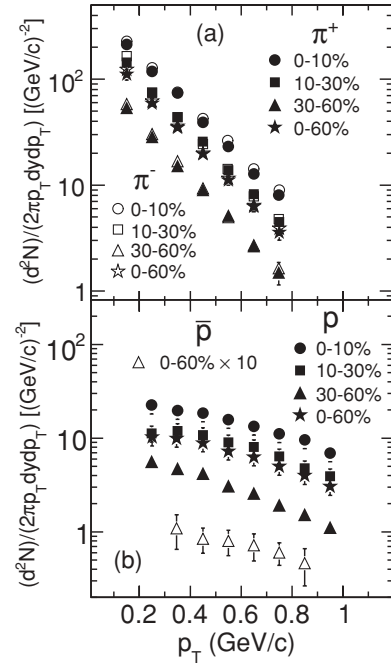 (d²N)/(2πp_T dydp_T) [(GeV/c)⁻²]
10²
10
1
(a)
π⁺
● 0-10%
■ 10-30%
▲ 30-60%
★ 0-60%
π⁻
○ 0-10%
□ 10-30%
△ 30-60%
☆ 0-60%
(d²N)/(2πp_T dydp_T) [(GeV/c)⁻²]
10²
10
1
(b)
p̅
△ 0-60% × 10
p
● 0-10%
■ 10-30%
▲ 30-60%
★ 0-60%
0.2 0.4 0.6 0.8 1
p_T (GeV/c)